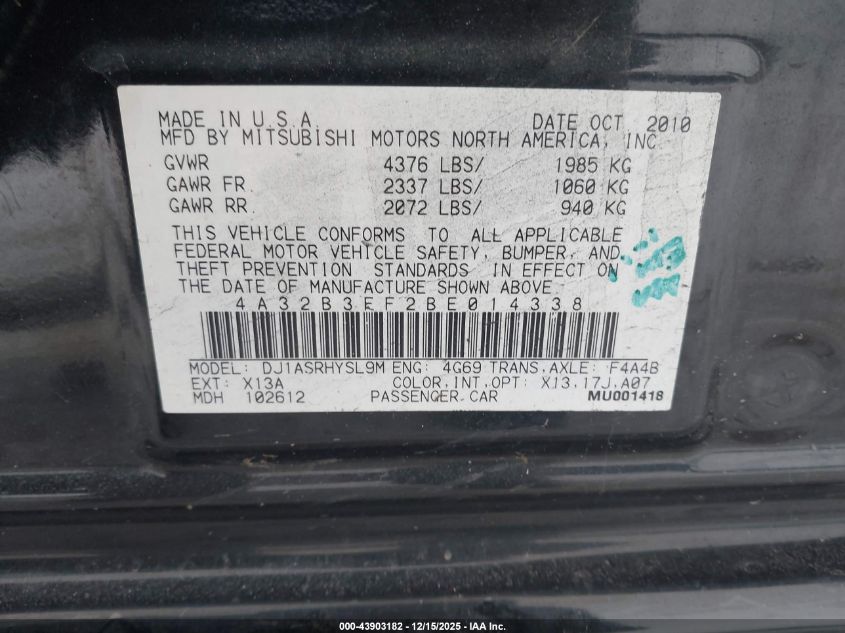 MADE IN U.S.A. DATE OCT 2010
MFD BY MITSUBISHI MOTORS NORTH AMERICA, INC.
GVWR 4376 LBS/ 1985 KG
GAWR FR. 2337 LBS/ 1060 KG
GAWR RR. 2072 LBS/ 940 KG
THIS VEHICLE CONFORMS TO ALL APPLICABLE
FEDERAL MOTOR VEHICLE SAFETY, BUMPER, AND
THEFT PREVENTION STANDARDS IN EFFECT ON
THE DATE OF MANUFACTURE SHOWN ABOVE.
4A32B3EF2BE014338
MODEL: DJ1ASRHYSL9M ENG: 4G69 TRANS,AXLE: F4A4B
EXT: X13A COLOR,INT,OPT: X13,17J,A07
MDH 102612 PASSENGER CAR MU001418
000-43903182 - 12/15/2025 - IAA Inc.